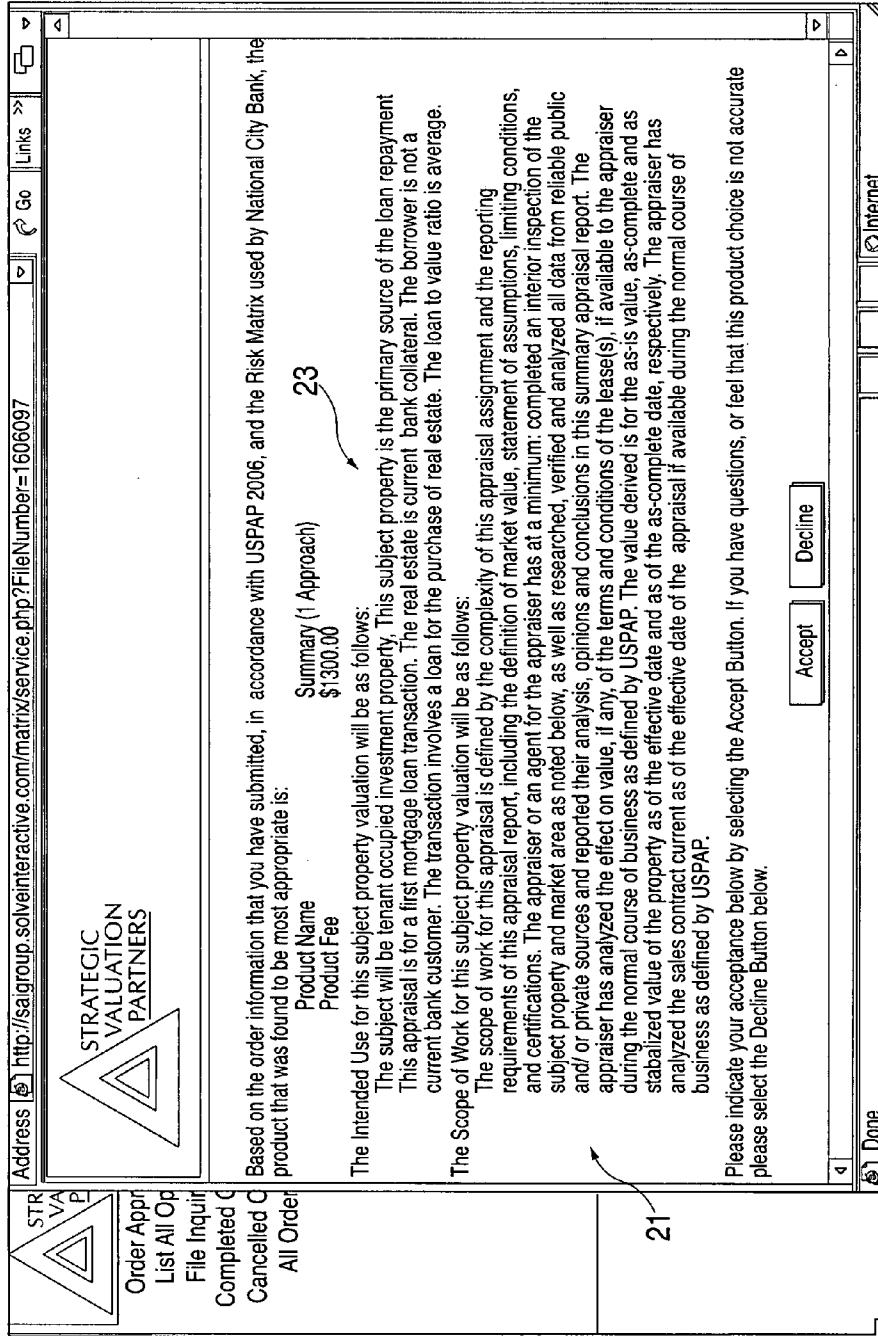 Address http://saigroup.solveinteractive.com/matrix/service.php?FileNumber=1606097
Go
Links »
STR
VA
P
Order Appr
List All Op
File Inquir
Completed
Cancelled
All Order
STRATEGIC
VALUATION
PARTNERS
Based on the order information that you have submitted, in accordance with USPAP 2006, and the Risk Matrix used by National City Bank, the
product that was found to be most appropriate is:
Product Name Summary (1 Approach)
Product Fee $1300.00
23
The Intended Use for this subject property valuation will be as follows:
The subject will be tenant occupied investment property, This subject property is the primary source of the loan repayment
This appraisal is for a first mortgage loan transaction. The real estate is current bank collateral. The borrower is not a
current bank customer. The transaction involves a loan for the purchase of real estate. The loan to value ratio is average.
The Scope of Work for this subject property valuation will be as follows:
The scope of work for this appraisal is defined by the complexity of this appraisal assignment and the reporting
requirements of this appraisal report, including the definition of market value, statement of assumptions, limiting conditions,
and certifications. The appraiser or an agent for the appraiser has at a minimum: completed an interior inspection of the
subject property and market area as noted below, as well as researched, verified and analyzed all data from reliable public
and/ or private sources and reported their analysis, opinions and conclusions in this summary appraisal report. The
appraiser has analyzed the effect on value, if any, of the terms and conditions of the lease(s), if available to the appraiser
during the normal course of business as defined by USPAP. The value derived is for the as-is value, as-complete and as
stabalized value of the property as of the effective date and as of the as-complete date, respectively. The appraiser has
analyzed the sales contract current as of the effective date of the appraisal if available during the normal course of
business as defined by USPAP.
21
Please indicate your acceptance below by selecting the Accept Button. If you have questions, or feel that this product choice is not accurate
please select the Decline Button below.
Accept Decline
Done
Internet